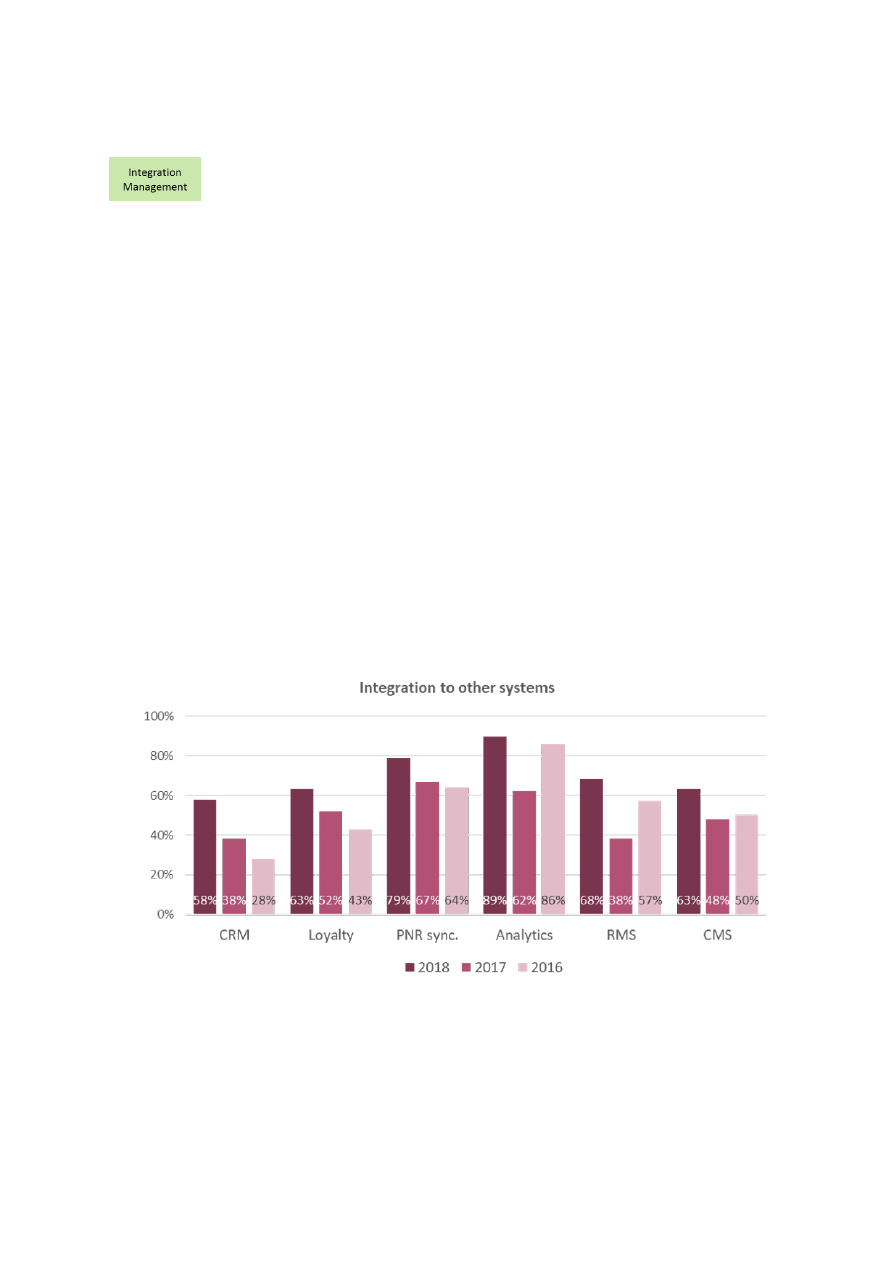 Integration
Management
Integration to other systems
100%
80%
60%
40%
20%
0%
58% 38% 28% 63% 52% 43% 79% 67% 64% 89% 62% 86% 68% 38% 57% 63% 48% 50%
CRM Loyalty PNR sync. Analytics RMS CMS
2018 2017 2016